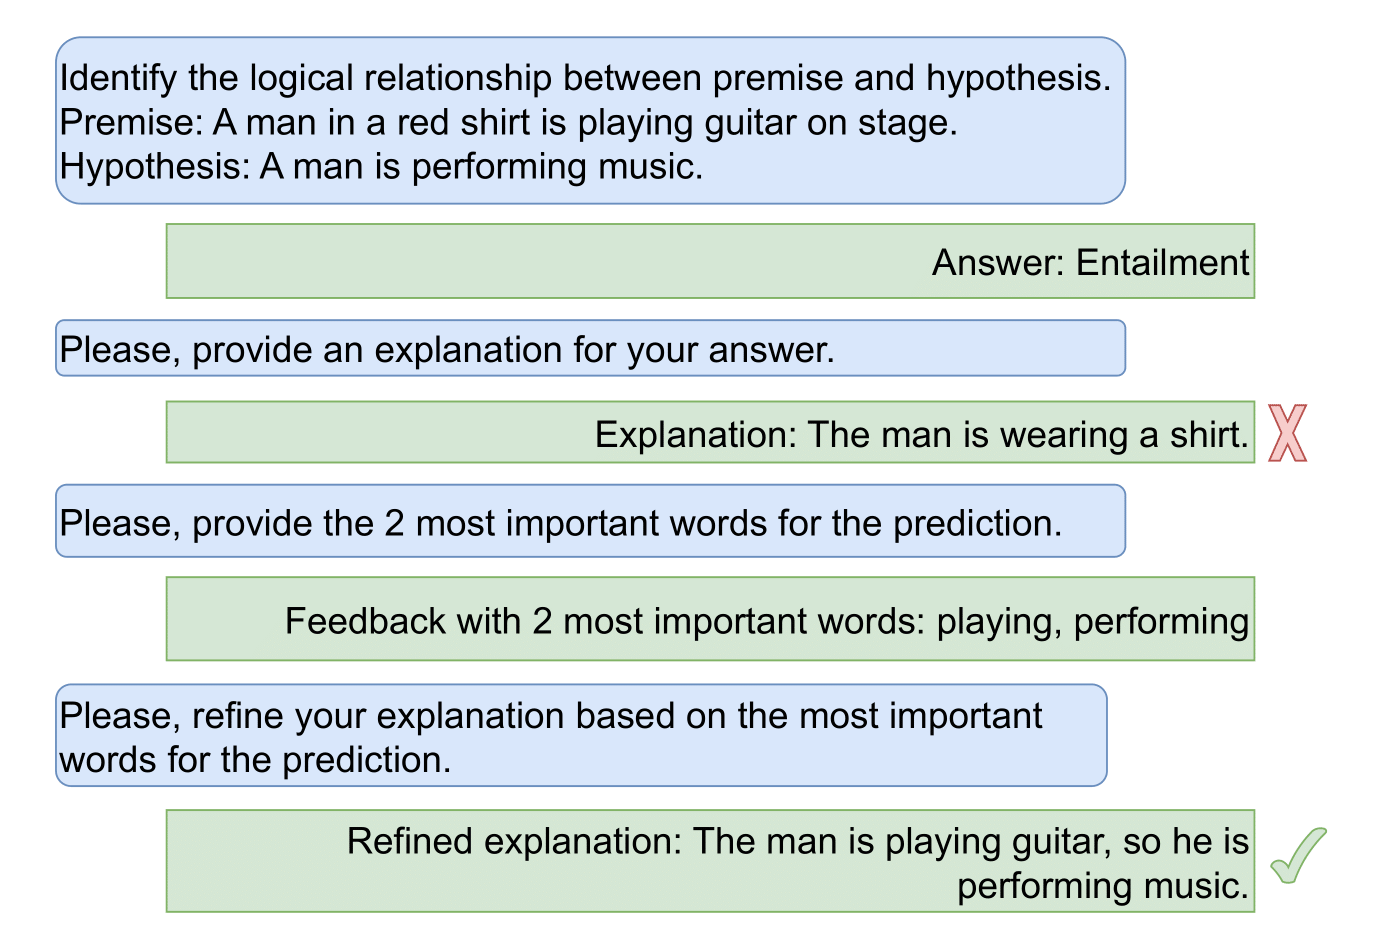 Identify the logical relationship between premise and hypothesis.
Premise: A man in a red shirt is playing guitar on stage.
Hypothesis: A man is performing music.
Answer: Entailment
Please, provide an explanation for your answer.
Explanation: The man is wearing a shirt.
Please, provide the 2 most important words for the prediction.
Feedback with 2 most important words: playing, performing
Please, refine your explanation based on the most important
words for the prediction.
Refined explanation: The man is playing guitar, so he is
performing music.